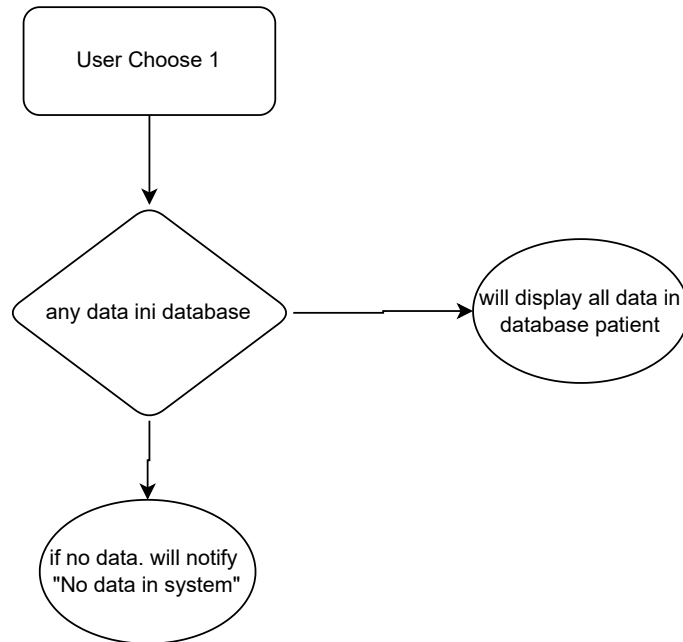 User Choose 1
any data ini database
will display all data in
database patient
if no data. will notify
"No data in system"